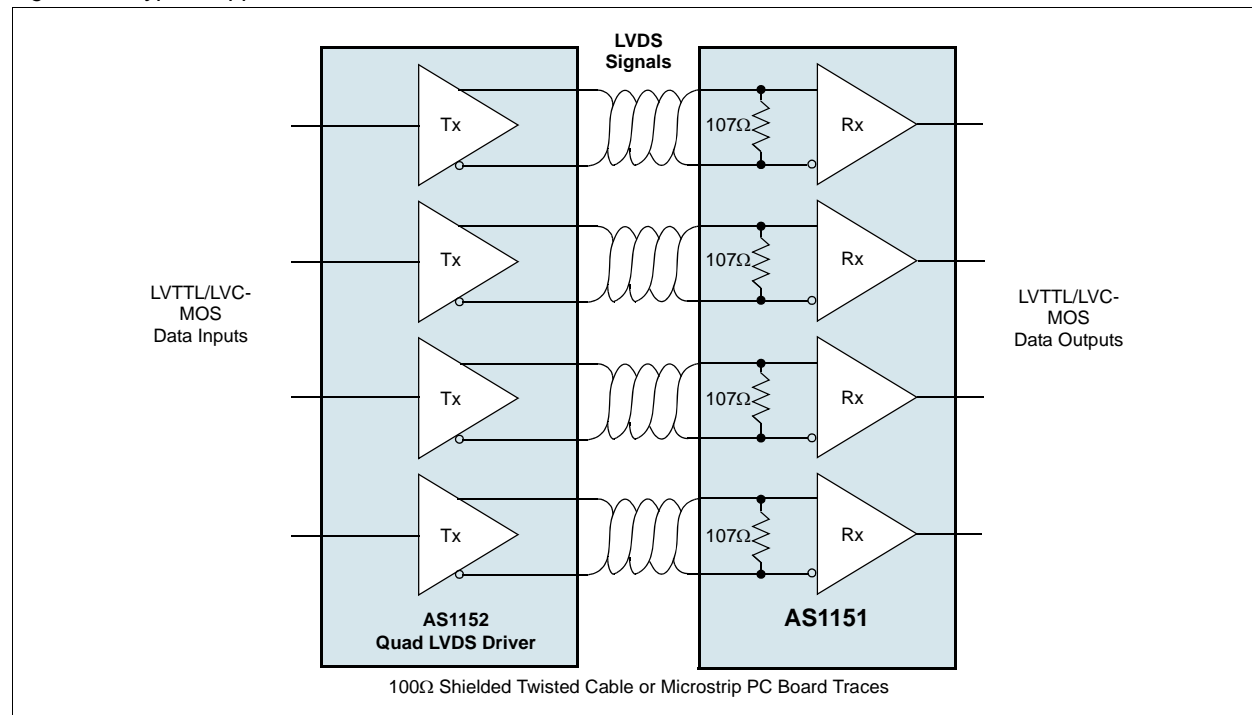 LVDS
Signals
Tx
107Ω
Rx
Tx
107Ω
Rx
LVTTL/LVC-
MOS
Data Inputs
LVTTL/LVC-
MOS
Data Outputs
Tx
107Ω
Rx
Tx
107Ω
Rx
AS1152
Quad LVDS Driver
AS1151
100Ω Shielded Twisted Cable or Microstrip PC Board Traces